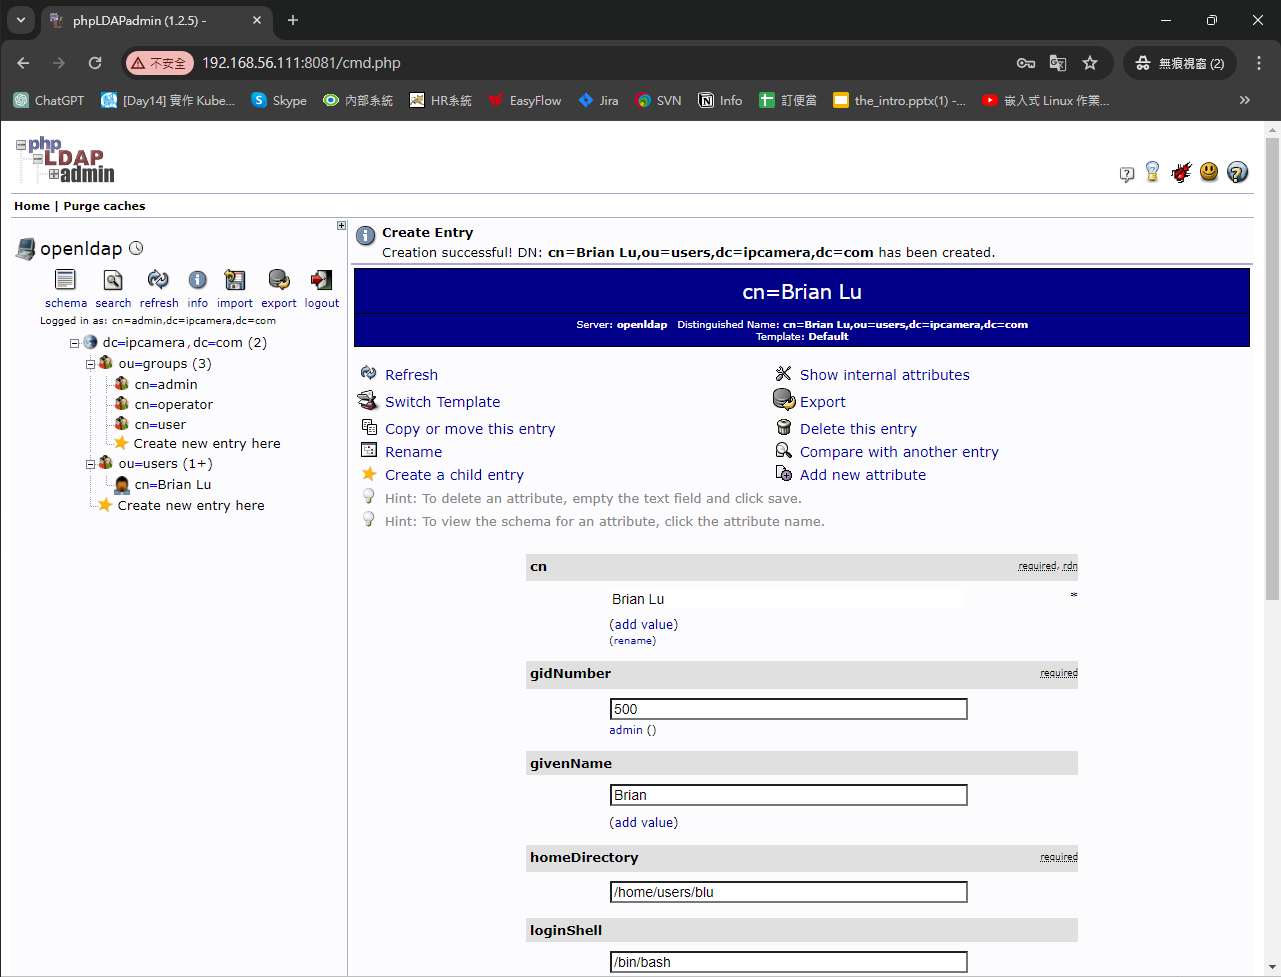 phpLDAPadmin (1.2.5) -
不安全
192.168.56.111:8081/cmd.php
無痕視窗 (2)
ChatGPT
[Day14] 實作 Kube...
Skype
內部系統
HR系統
EasyFlow
Jira
SVN
Info
訂便當
the_intro.pptx(1) -...
嵌入式 Linux 作業...
php
LDAP
admin
Home | Purge caches
openldap
schema search refresh info import export logout
Logged in as: cn=admin,dc=ipcamera,dc=com
dc=ipcamera,dc=com (2)
ou=groups (3)
cn=admin
cn=operator
cn=user
Create new entry here
ou=users (1+)
cn=Brian Lu
Create new entry here
Create Entry
Creation successful! DN: cn=Brian Lu,ou=users,dc=ipcamera,dc=com has been created.
cn=Brian Lu
Server: openldap Distinguished Name: cn=Brian Lu,ou=users,dc=ipcamera,dc=com
Template: Default
Refresh
Show internal attributes
Switch Template
Export
Copy or move this entry
Delete this entry
Rename
Compare with another entry
Create a child entry
Add new attribute
Hint: To delete an attribute, empty the text field and click save.
Hint: To view the schema for an attribute, click the attribute name.
cn
required, rdn
Brian Lu
*
(add value)
(rename)
gidNumber
required
500
admin ()
givenName
Brian
(add value)
homeDirectory
required
/home/users/blu
loginShell
/bin/bash